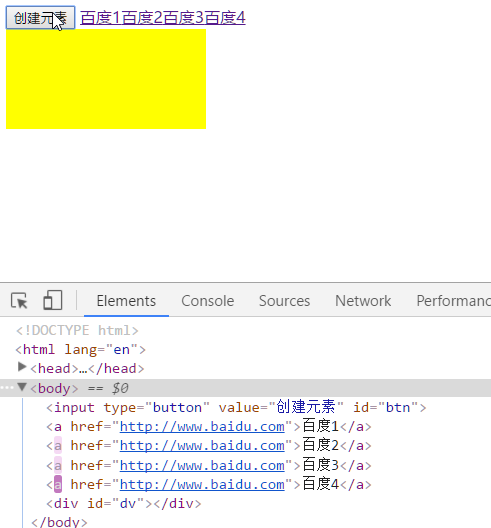 创建元素 百度1百度2百度3百度4
Elements Console Sources Network Performanc
<!DOCTYPE html>
<html lang="en">
<head>…</head>
<body> == $0
<input type="button" value="创建元素" id="btn">
<a href="http://www.baidu.com">百度1</a>
<a href="http://www.baidu.com">百度2</a>
<a href="http://www.baidu.com">百度3</a>
<a href="http://www.baidu.com">百度4</a>
<div id="dv"></div>
</body>